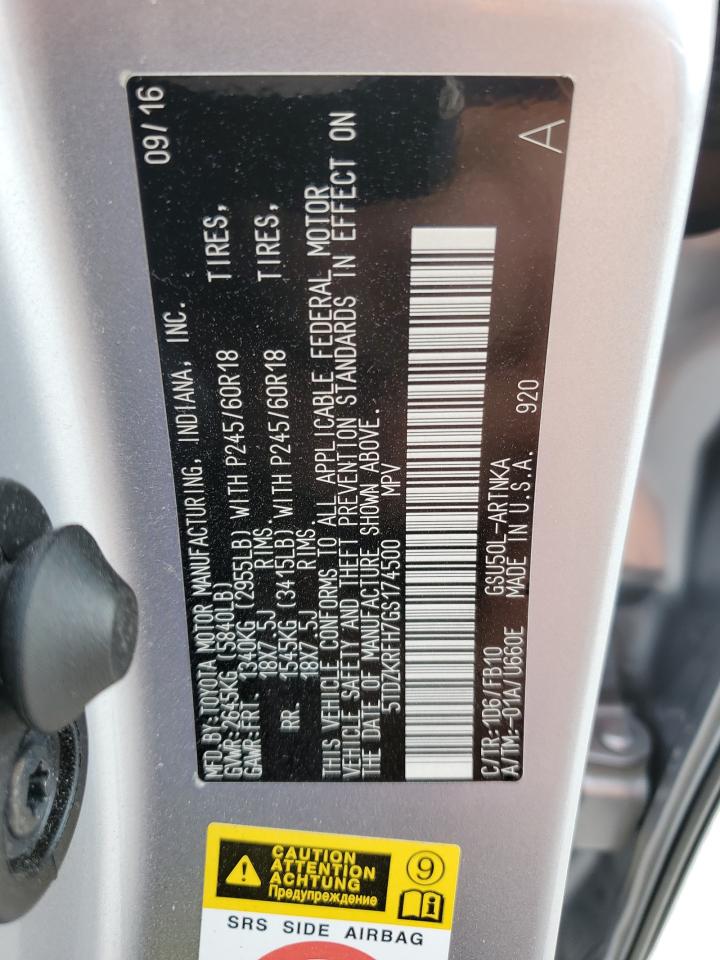 MFD. BY: TOYOTA MOTOR MANUFACTURING, INDIANA, INC. 09/16
GVWR: 2645KG (5840LB)
GAWR: FRT. 1340KG (2955LB) WITH P245/60R18 TIRES,
18X7.5J RIMS.
RR. 1545KG (3415LB) WITH P245/60R18 TIRES,
18X7.5J RIMS
THIS VEHICLE CONFORMS TO ALL APPLICABLE FEDERAL MOTOR
VEHICLE SAFETY AND THEFT PREVENTION STANDARDS IN EFFECT ON
THE DATE OF MANUFACTURE SHOWN ABOVE.
5TDZKRFH7GS174500 MPV
C/TR: 1D6/FB10 GSU50L-ARTNKA
A/TM: -01A/U660E MADE IN U.S.A. 920 A
CAUTION
ATTENTION
ACHTUNG
Предупреждение
9
SRS SIDE AIRBAG